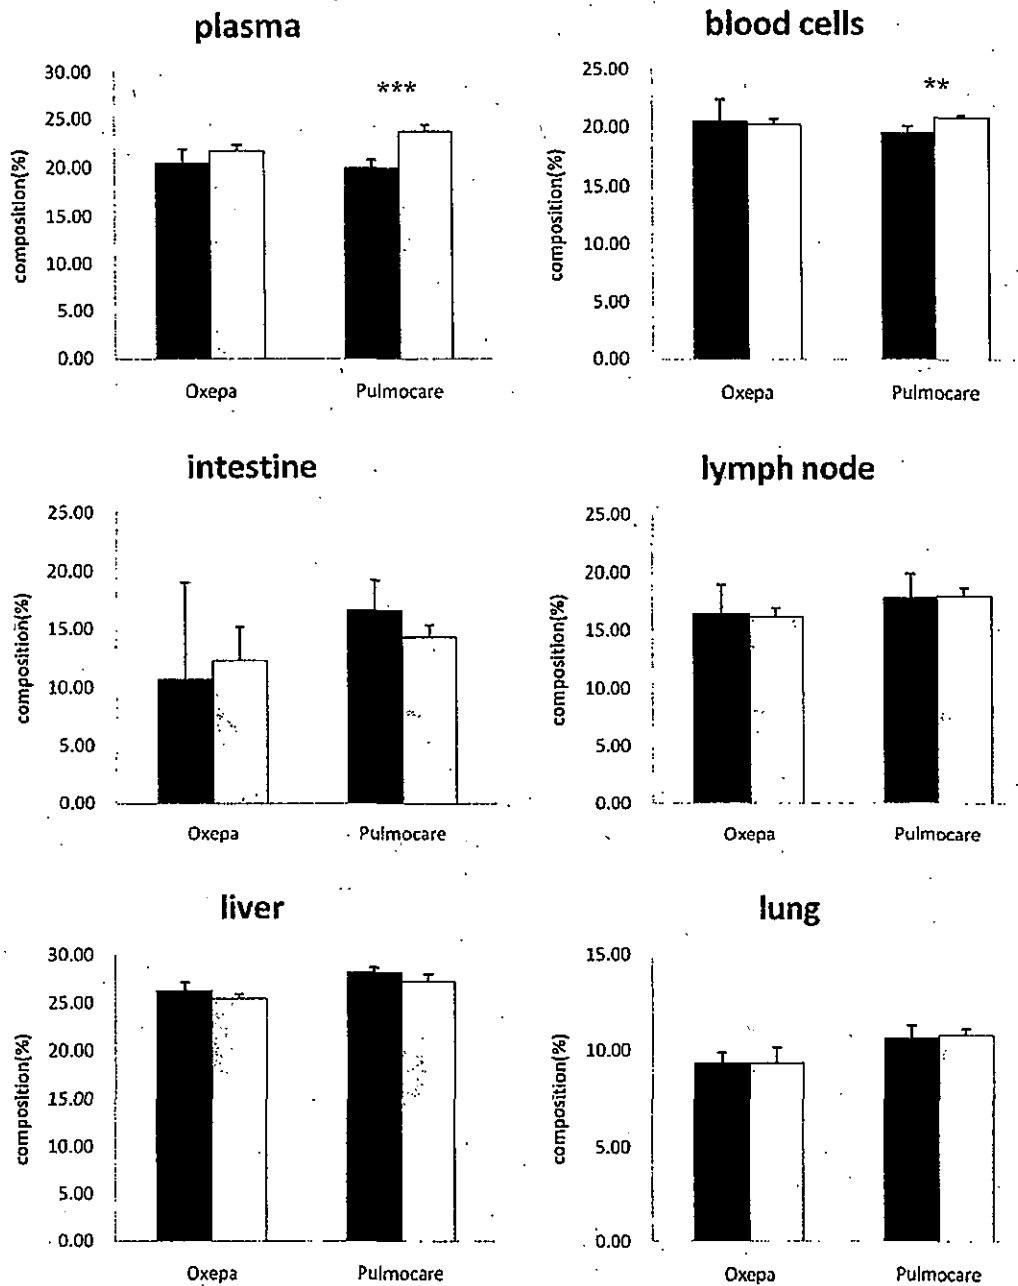 plasma
30.00
25.00
20.00
15.00
10.00
5.00
0.00
composition(%)
***
Oxepa
Pulmocare
blood cells
25.00
20.00
15.00
10.00
5.00
0.00
composition(%)
**
Oxepa
Pulmocare
intestine
25.00
20.00
15.00
10.00
5.00
0.00
composition(%)
Oxepa
Pulmocare
lymph node
25.00
20.00
15.00
10.00
5.00
0.00
composition(%)
Oxepa
Pulmocare
liver
30.00
25.00
20.00
15.00
10.00
5.00
0.00
composition(%)
Oxepa
Pulmocare
lung
15.00
10.00
5.00
0.00
composition(%)
Oxepa
Pulmocare